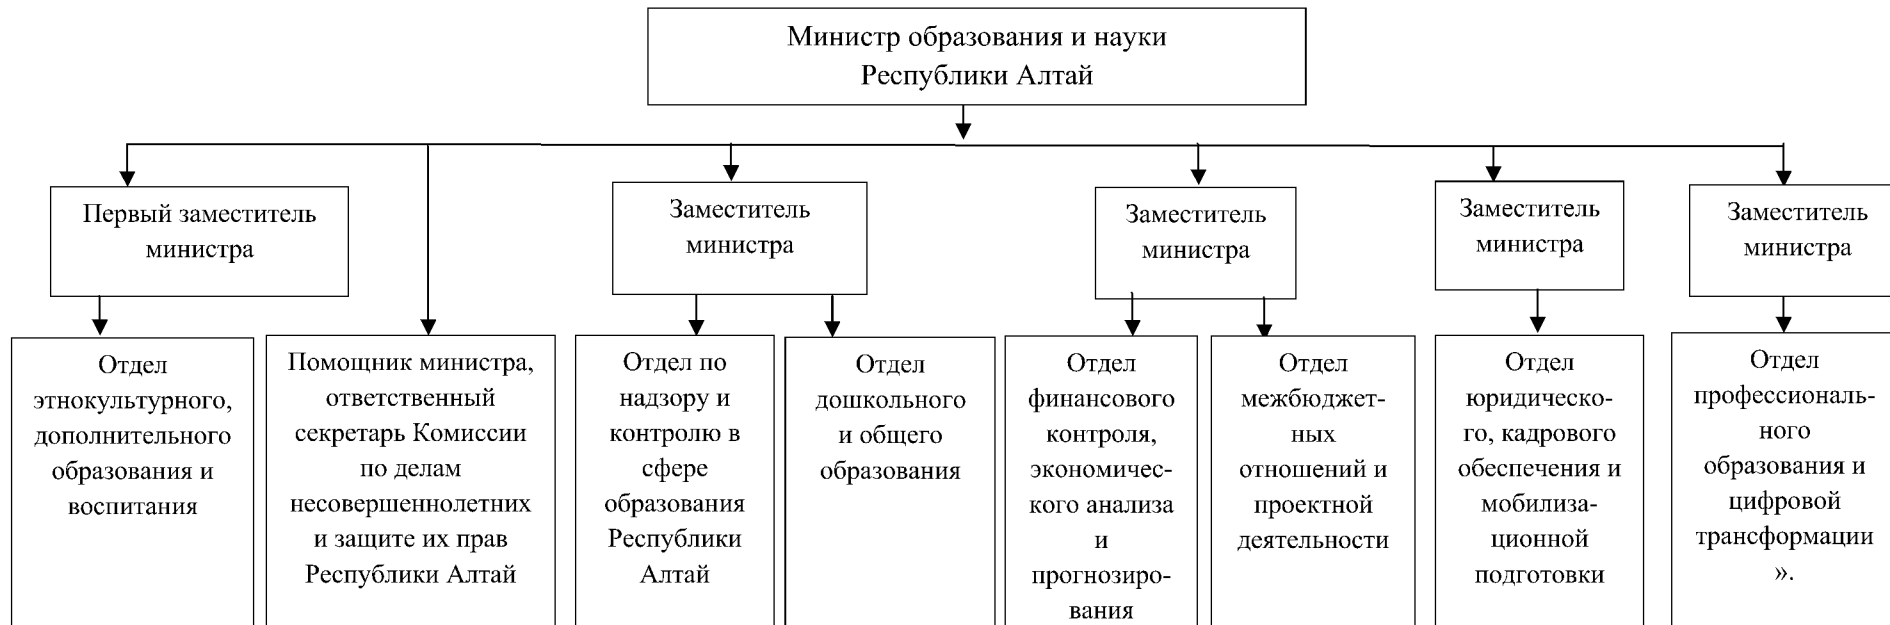 Министр образования и науки
Республики Алтай
Первый заместитель
министра
Заместитель
министра
Заместитель
министра
Заместитель
министра
Заместитель
министра
Отдел
этнокультурного,
дополнительного
образования и
воспитания
Помощник министра,
ответственный
секретарь Комиссии
по делам
несовершеннолетних
и защите их прав
Республики Алтай
Отдел по
надзору и
контролю в
сфере
образования
Республики
Алтай
Отдел
дошкольного
и общего
образования
Отдел
финансового
контроля,
экономичес-
кого анализа
и
прогнозиро-
вания
Отдел
межбюджет-
ных
отношений и
проектной
деятельности
Отдел
юридическо-
го, кадрового
обеспечения и
мобилиза-
ционной
подготовки
Отдел
профессиональ-
ного
образования и
цифровой
трансформации
».